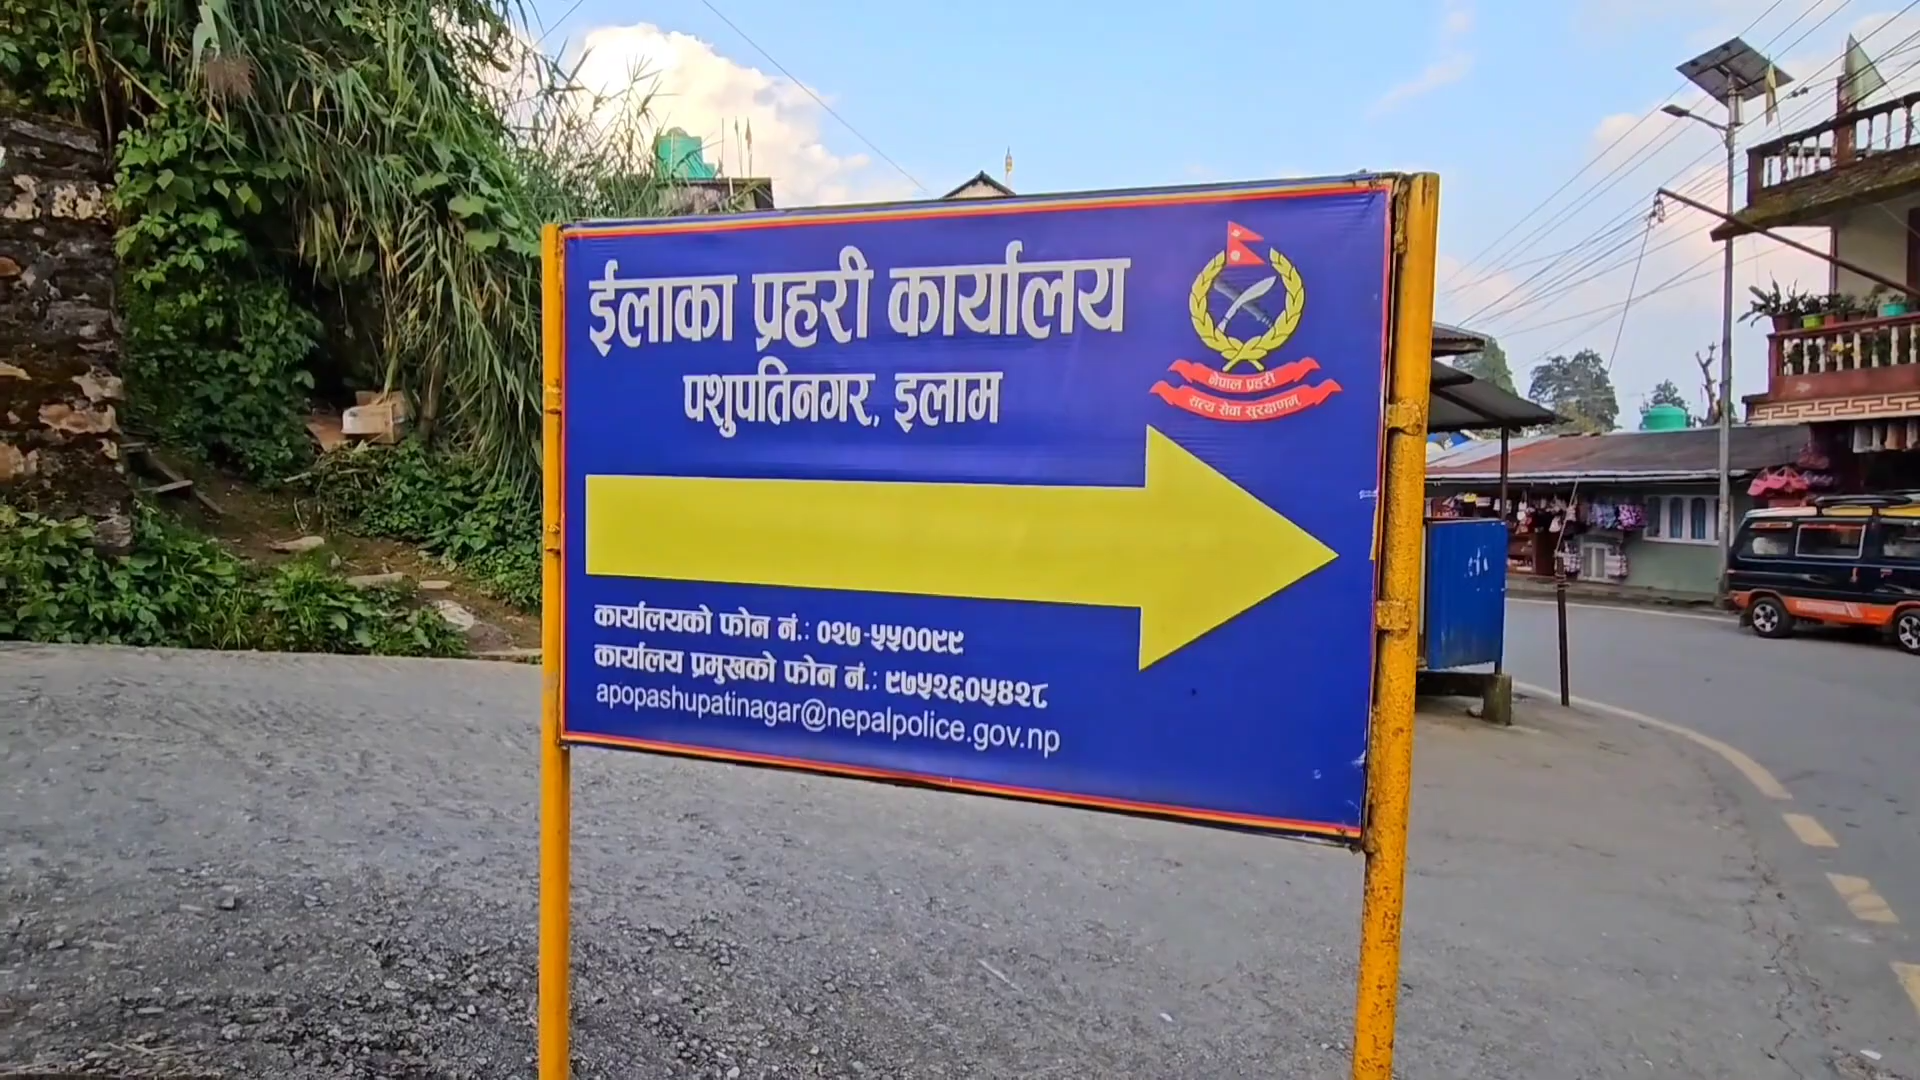 ईलाका प्रहरी कार्यालय
पशुपतिनगर, इलाम
नेपाल प्रहरी
सत्य सेवा सुरक्षणम्
कार्यालयको फोन नं.: ०२७-५५००९९
कार्यालय प्रमुखको फोन नं.: ९७५२६०५४२८
apopashupatinagar@nepalpolice.gov.np